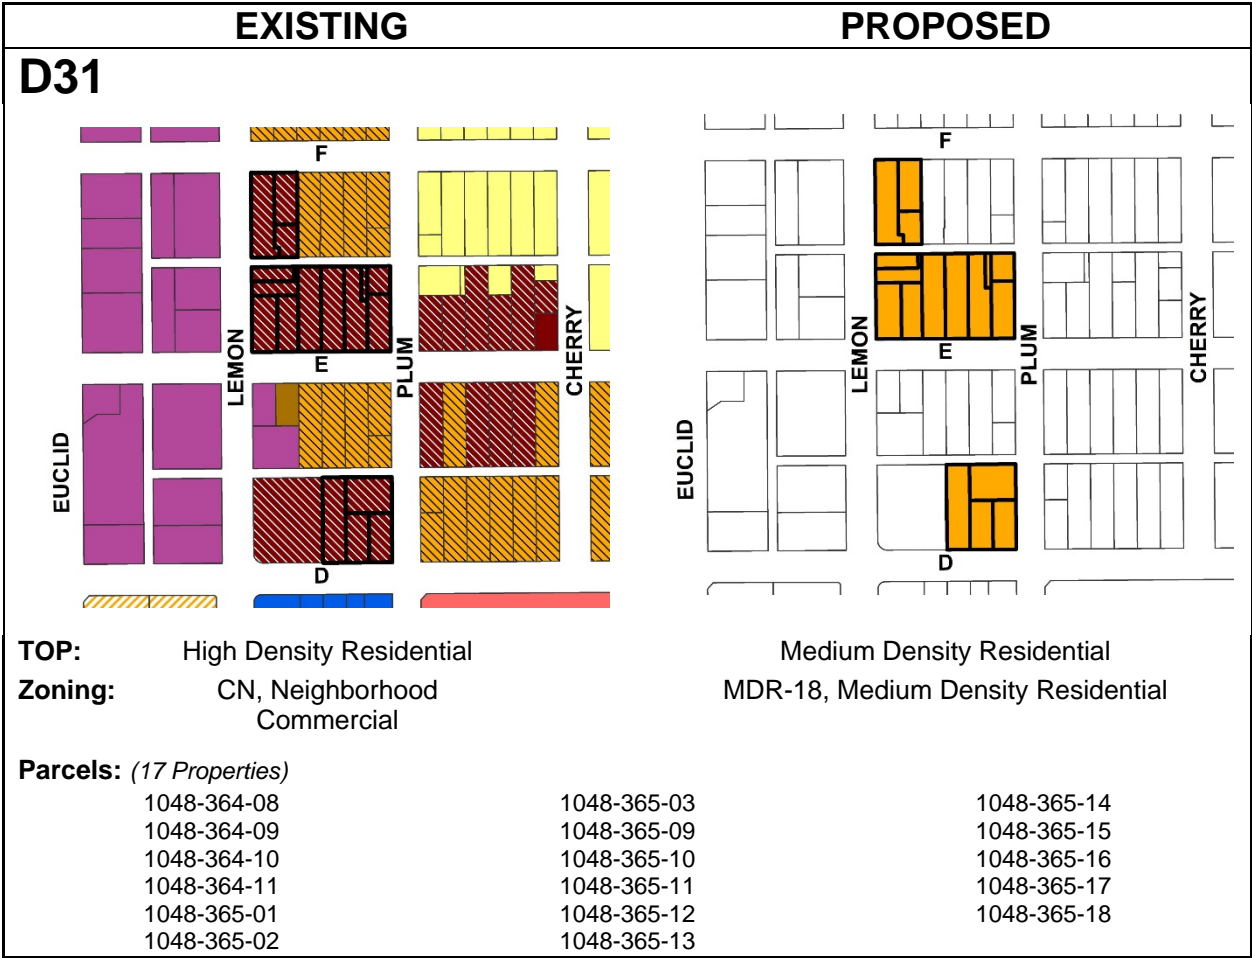 EXISTING PROPOSED
D31
F
LEMON
E
PLUM
CHERRY
EUCLID
D
F
LEMON
E
PLUM
CHERRY
EUCLID
D
TOP: High Density Residential Medium Density Residential
Zoning: CN, Neighborhood MDR-18, Medium Density Residential
Commercial
Parcels: (17 Properties)
1048-364-08 1048-365-03 1048-365-14
1048-364-09 1048-365-09 1048-365-15
1048-364-10 1048-365-10 1048-365-16
1048-364-11 1048-365-11 1048-365-17
1048-365-01 1048-365-12 1048-365-18
1048-365-02 1048-365-13